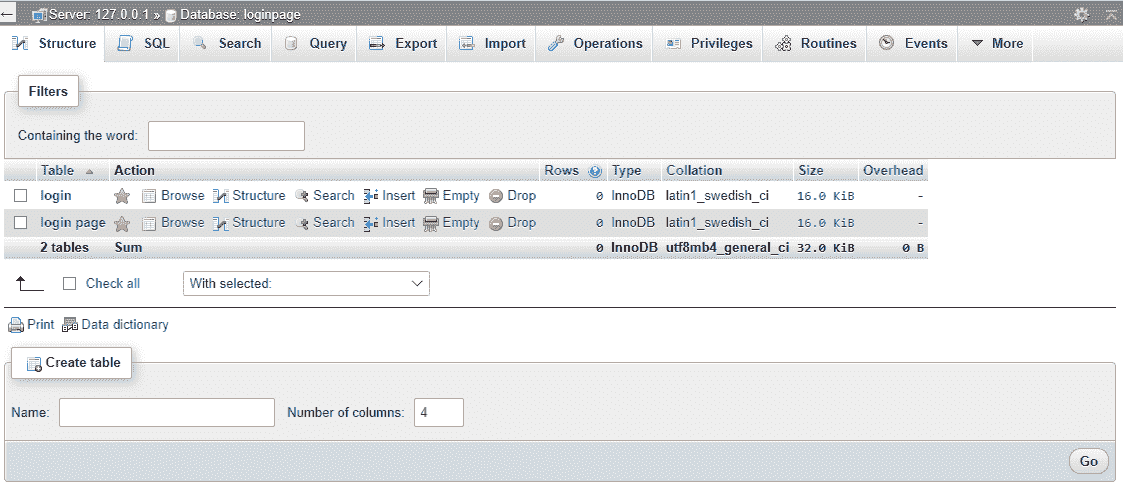 Server: 127.0.0.1 » Database: loginpage
Structure SQL Search Query Export Import Operations Privileges Routines Events More
Filters
Containing the word:
Table Action Rows Type Collation Size Overhead
login Browse Structure Search Insert Empty Drop 0 InnoDB latin1_swedish_ci 16.0 KiB -
login page Browse Structure Search Insert Empty Drop 0 InnoDB latin1_swedish_ci 16.0 KiB -
2 tables Sum 0 InnoDB utf8mb4_general_ci 32.0 KiB 0 B
Check all With selected:
Print Data dictionary
Create table
Name: Number of columns: 4
Go